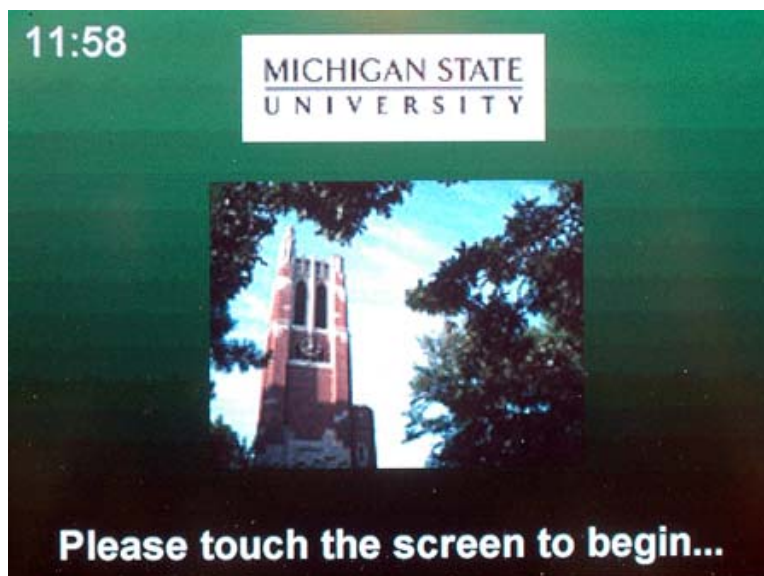 11:58
MICHIGAN STATE
UNIVERSITY
Please touch the screen to begin...